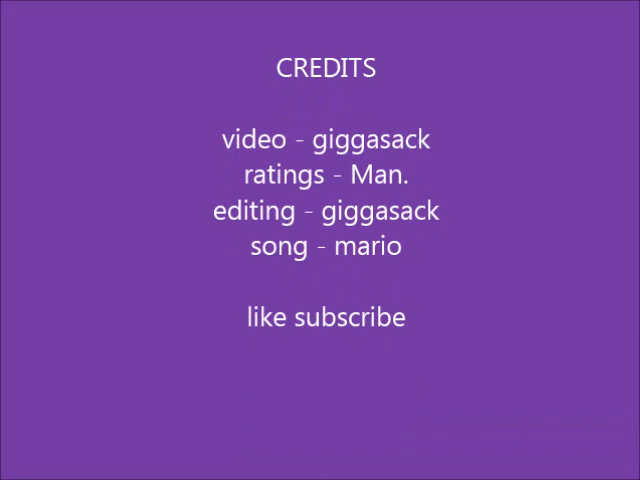 CREDITS
video - giggasack
ratings - Man.
editing - giggasack
song - mario
like subscribe